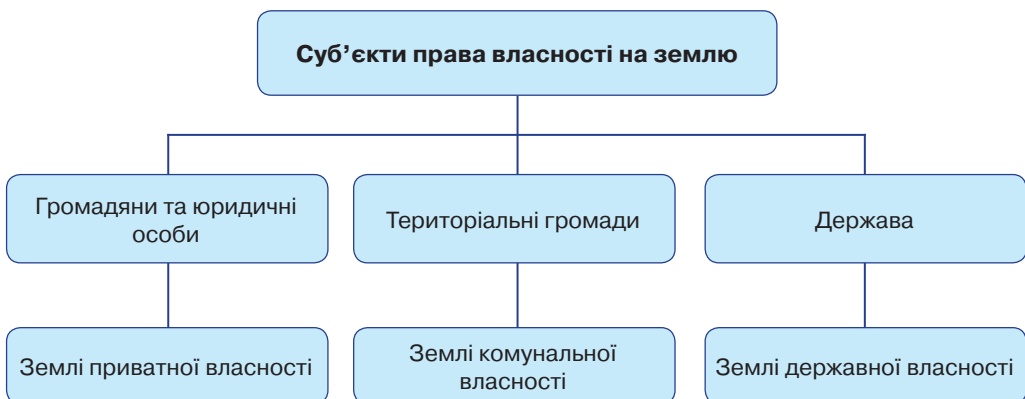 Суб’єкти права власності на землю
Громадяни та юридичні
особи
Територіальні громади
Держава
Землі приватної власності
Землі комунальної
власності
Землі державної власності